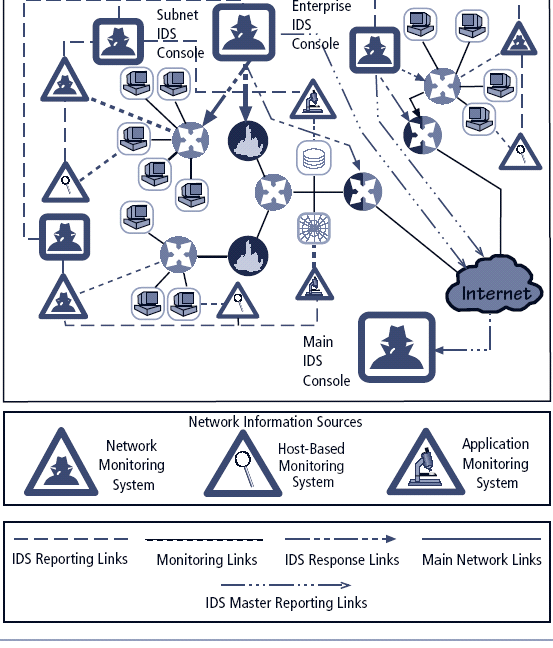 Subnet
IDS
Console
Enterprise
IDS
Console
Internet
Main
IDS
Console
Network Information Sources
Network
Monitoring
System
Host-Based
Monitoring
System
Application
Monitoring
System
IDS Reporting Links
Monitoring Links
IDS Response Links
Main Network Links
IDS Master Reporting Links